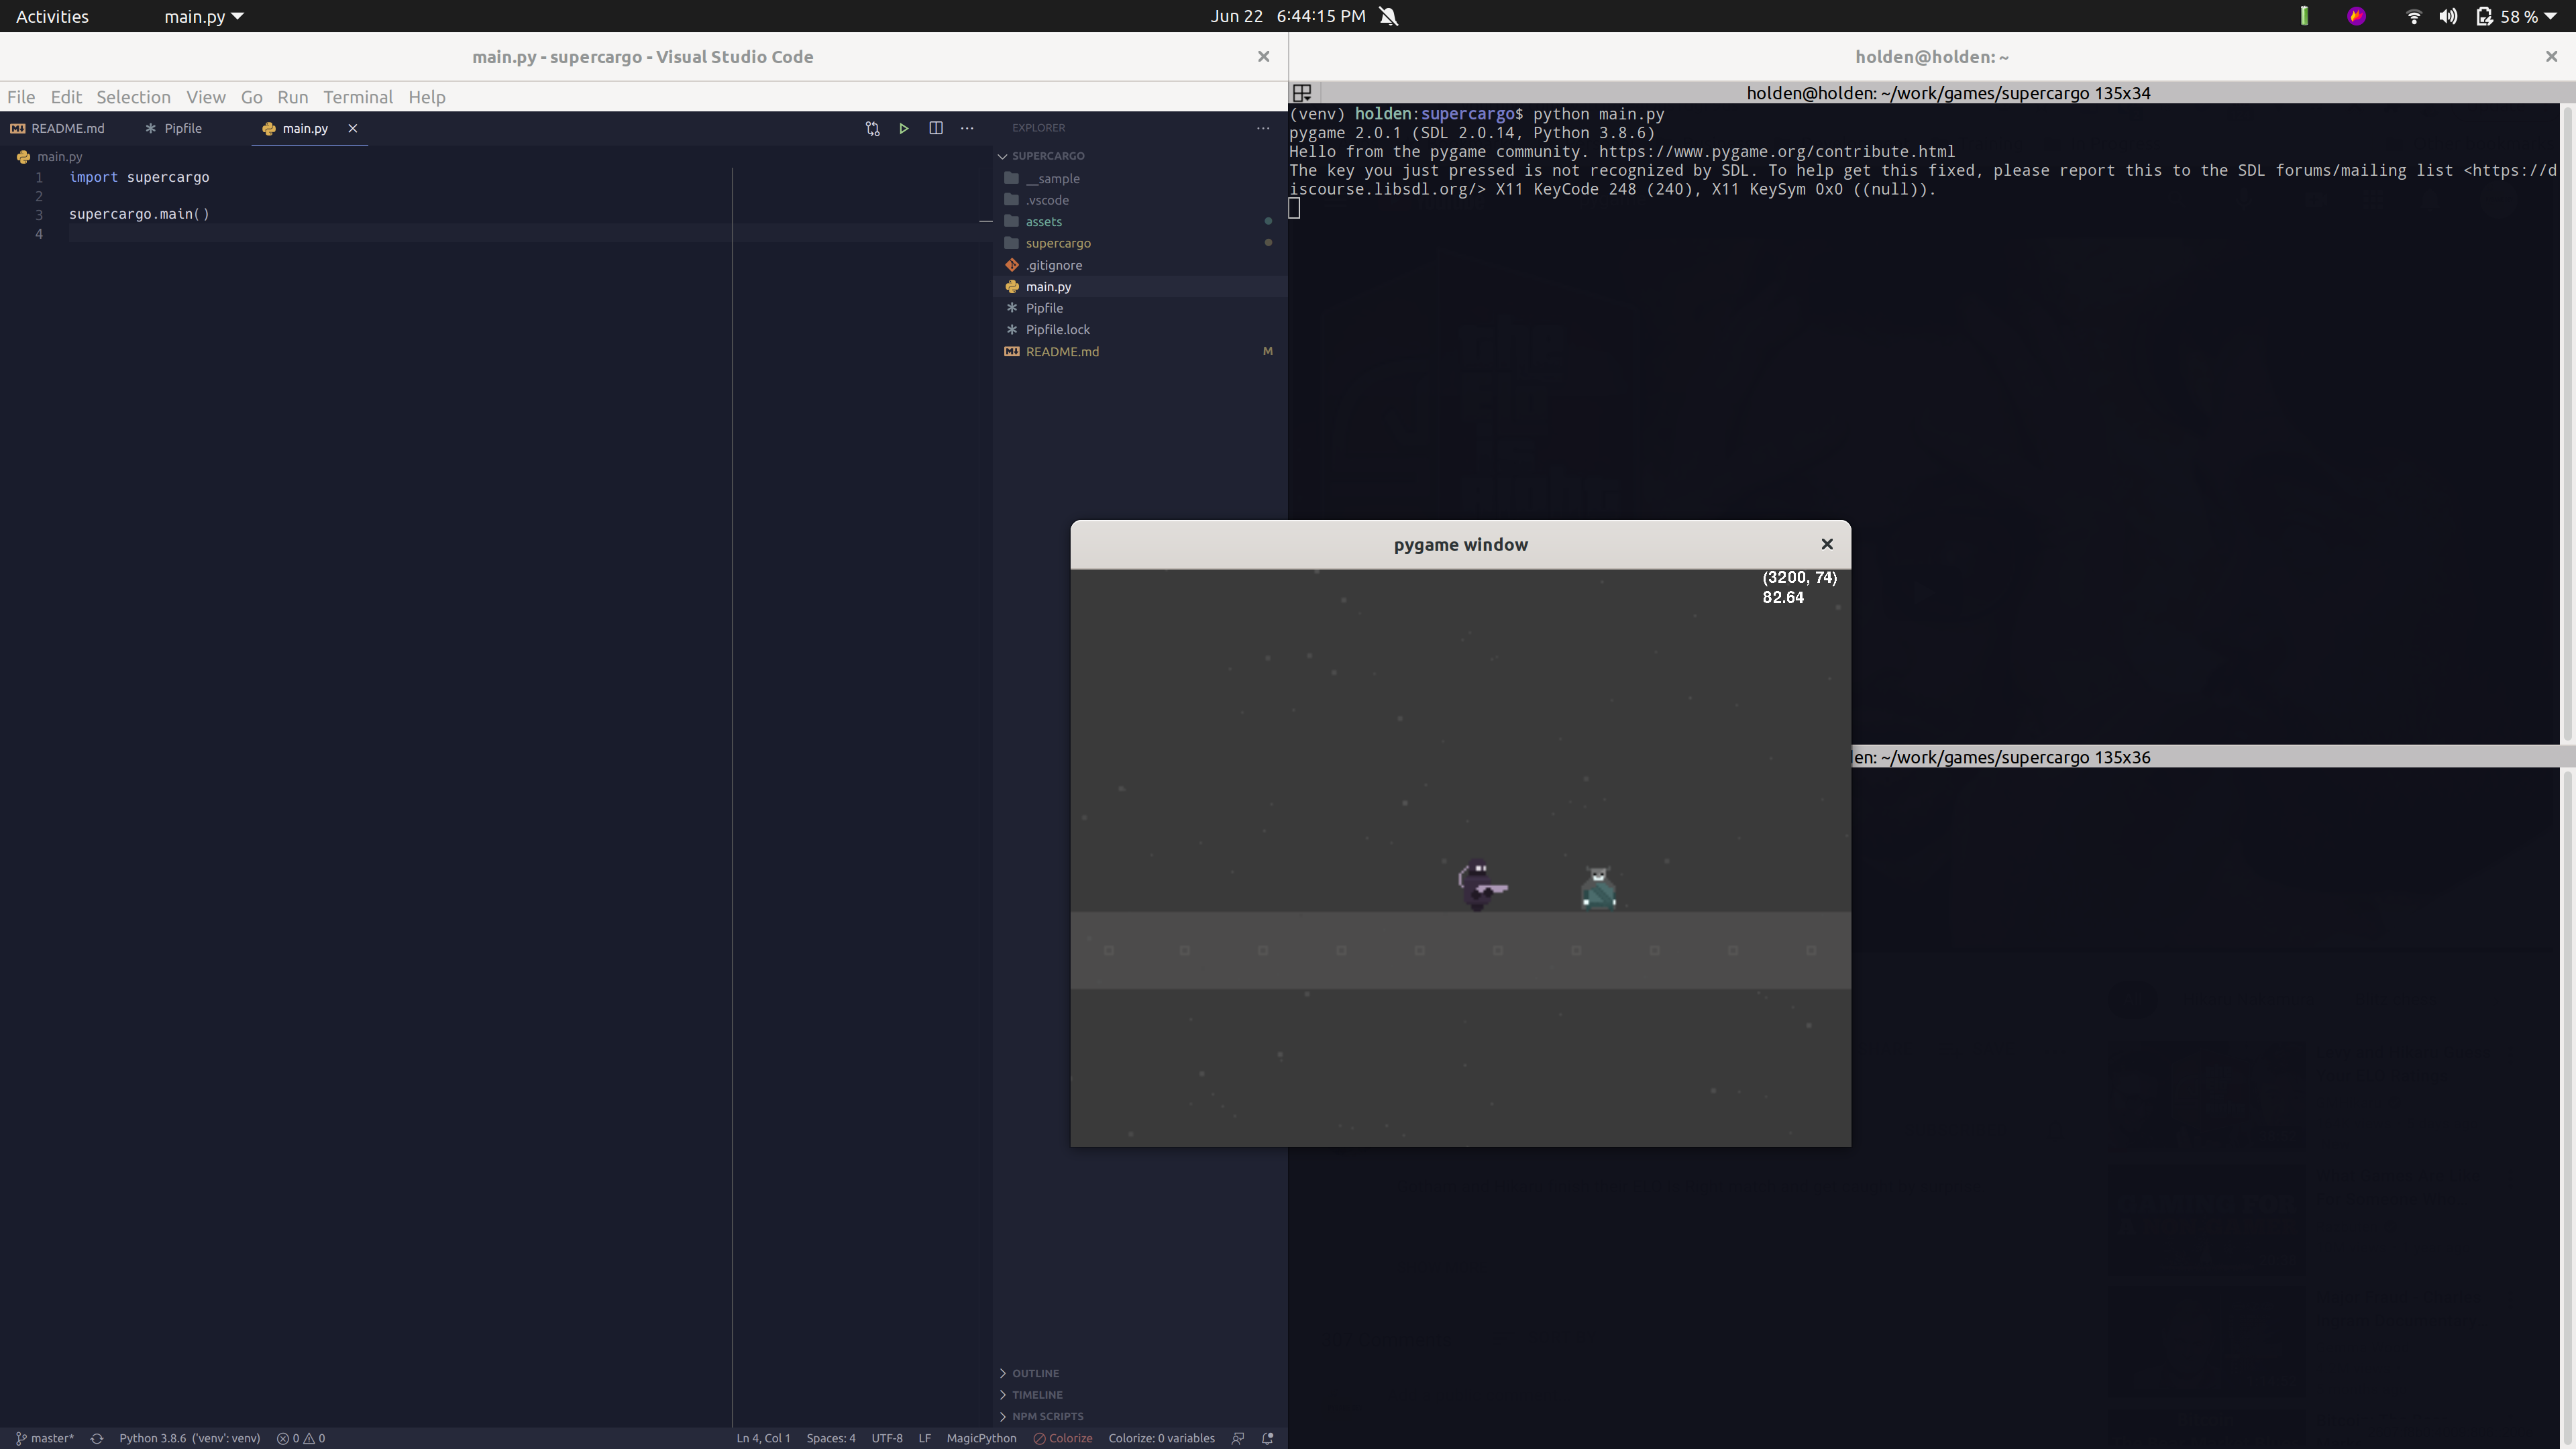 Activities
main.py
Jun 22 6:44:15 PM
58 %
main.py - supercargo - Visual Studio Code
File Edit Selection View Go Run Terminal Help
README.md
Pipfile
main.py
main.py
1 import supercargo
2
3 supercargo.main()
4
EXPLORER
SUPERCARGO
__sample
.vscode
assets
supercargo
.gitignore
main.py
Pipfile
Pipfile.lock
README.md M
OUTLINE
TIMELINE
NPM SCRIPTS
master* Python 3.8.6 ('venv': venv) 0 0 Ln 4, Col 1 Spaces: 4 UTF-8 LF MagicPython Colorize Colorize: 0 variables
holden@holden: ~
holden@holden: ~/work/games/supercargo 135x34
(venv) holden:supercargo$ python main.py
pygame 2.0.1 (SDL 2.0.14, Python 3.8.6)
Hello from the pygame community. https://www.pygame.org/contribute.html
The key you just pressed is not recognized by SDL. To help get this fixed, please report this to the SDL forums/mailing list <https://d
iscourse.libsdl.org/> X11 KeyCode 248 (240), X11 KeySym 0x0 ((null)).
pygame window
(3200, 74)
82.64
en: ~/work/games/supercargo 135x36